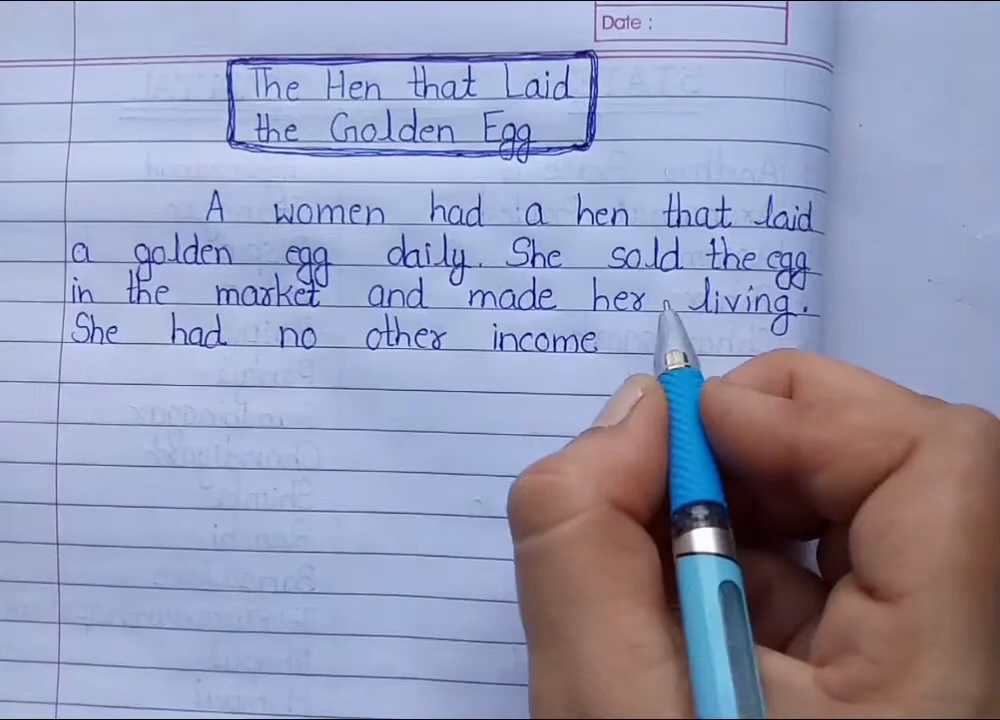 Date :
The Hen that Laid
the Golden Egg
A women had a hen that laid
a golden egg daily. She sold the egg
in the market and made her living.
She had no other income